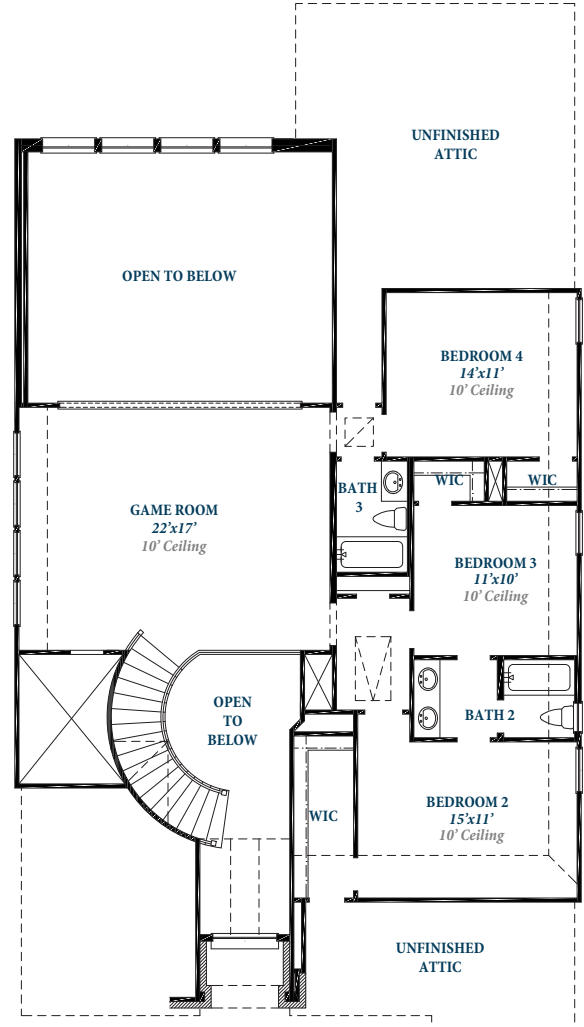 UNFINISHED
ATTIC
OPEN TO BELOW
BEDROOM 4
14'x11'
10' Ceiling
WIC
WIC
BATH
3
GAME ROOM
22'x17'
10' Ceiling
BEDROOM 3
11'x10'
10' Ceiling
OPEN
TO
BELOW
BATH 2
WIC
BEDROOM 2
15'x11'
10' Ceiling
UNFINISHED
ATTIC